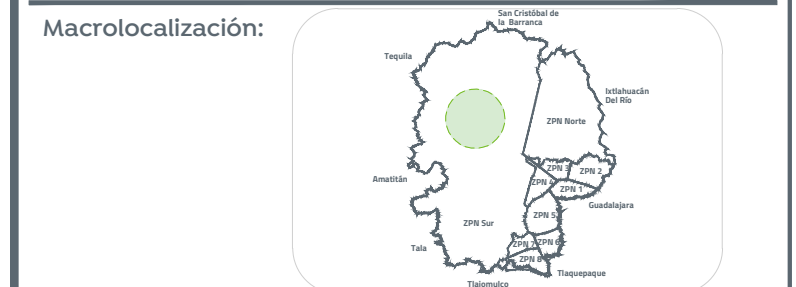 Macrolocalización:
San Cristóbal de
la Barranca
Tequila
Ixtlahuacán
Del Río
ZPN Norte
ZPN 3
ZPN 2
Amatitán
ZPN 4
ZPN 1
Guadalajara
ZPN 5
ZPN Sur
ZPN 7
ZPN 6
Tala
ZPN 8
Tlaquepaque
Tlajomulco